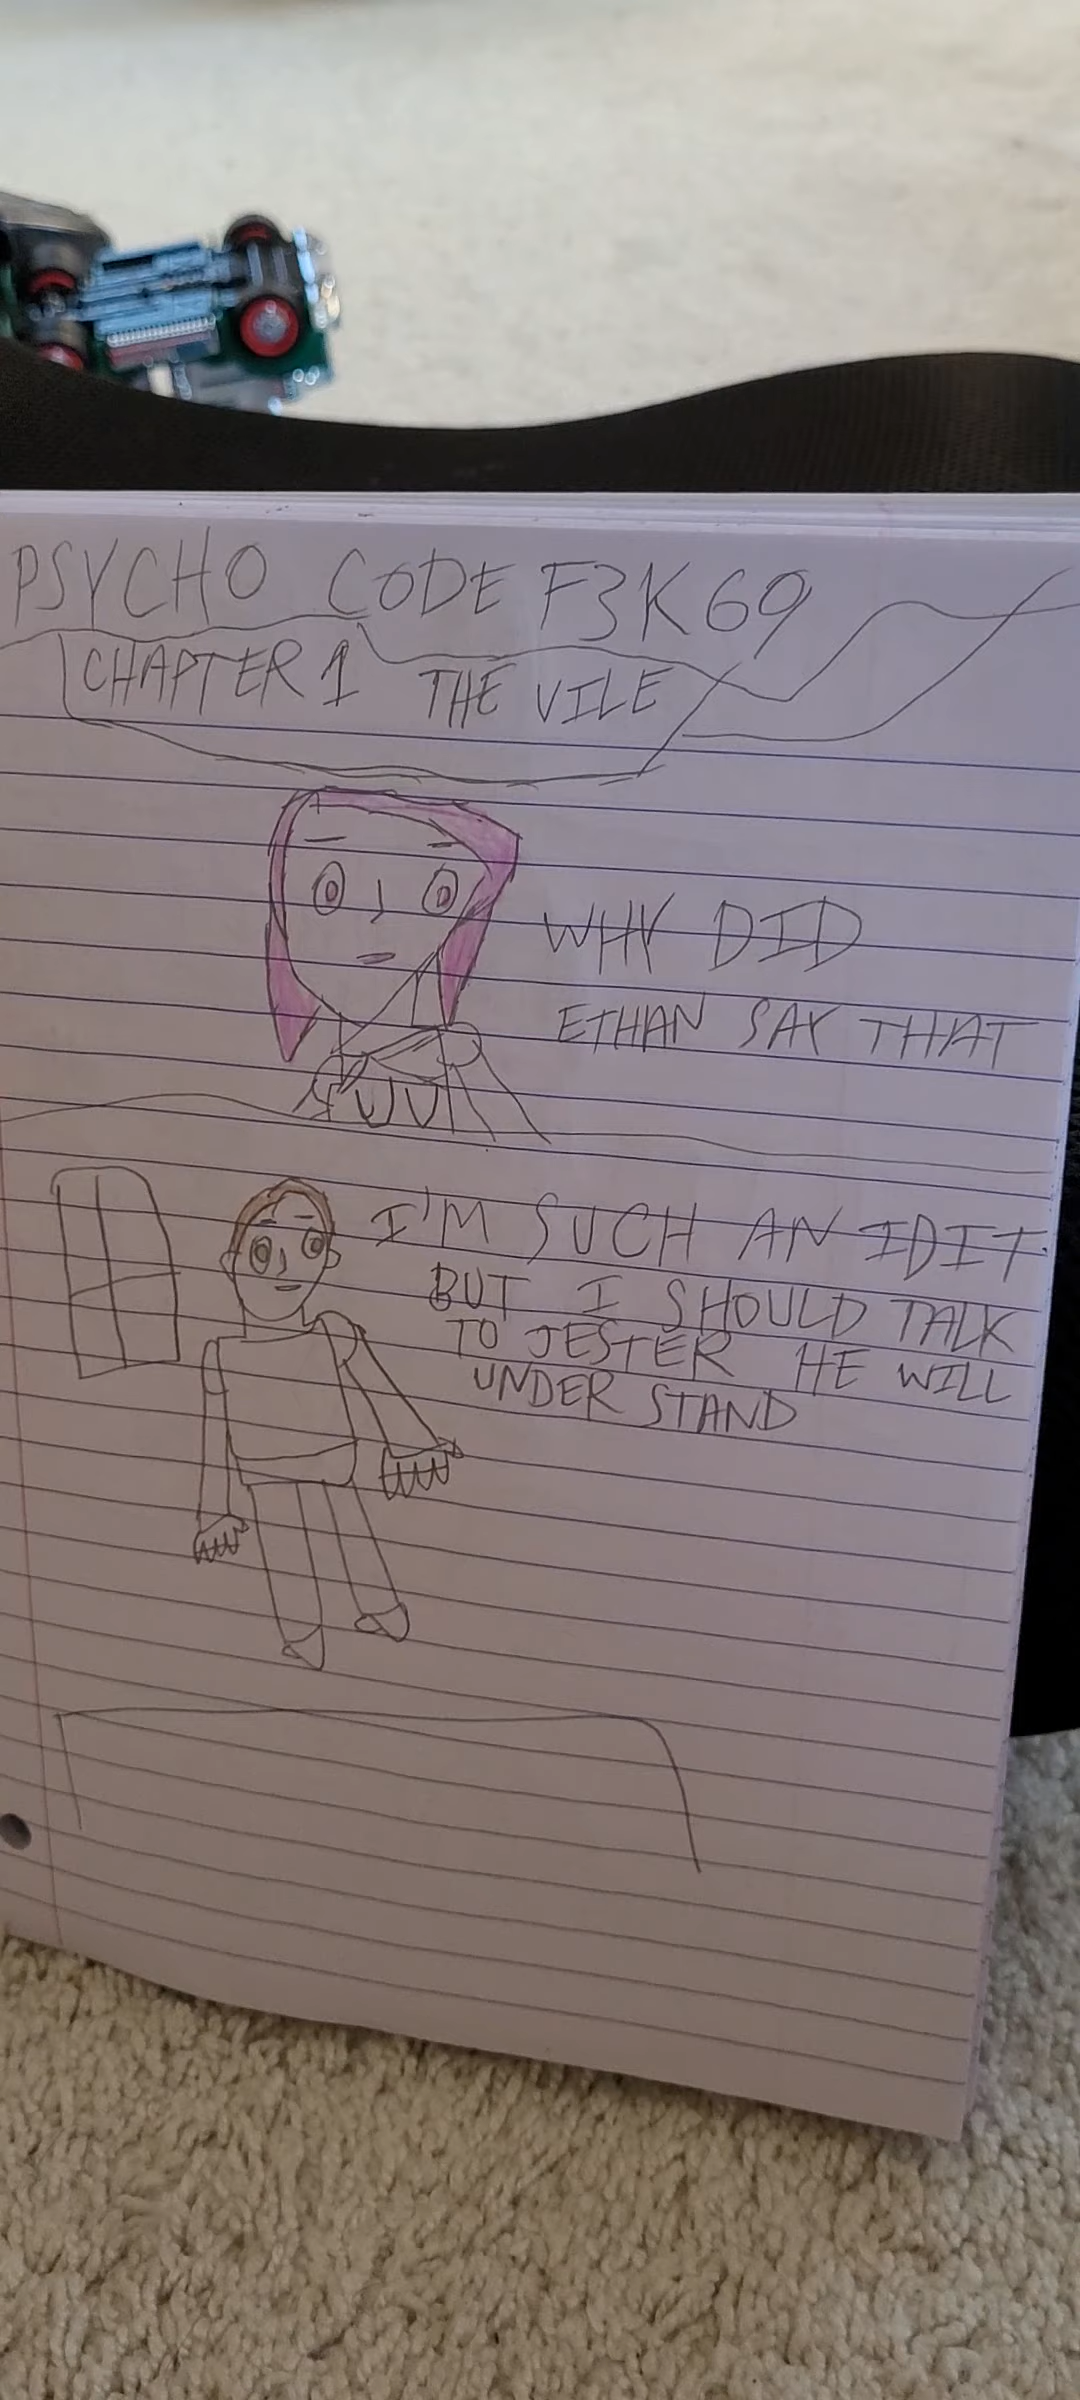 PSYCHO CODE F3K69
CHAPTER 1 THE VILE
WHY DID
ETHAN SAY THAT
I'M SUCH AN IDIT
BUT I SHOULD TALK
TO JESTER HE WILL
UNDER STAND